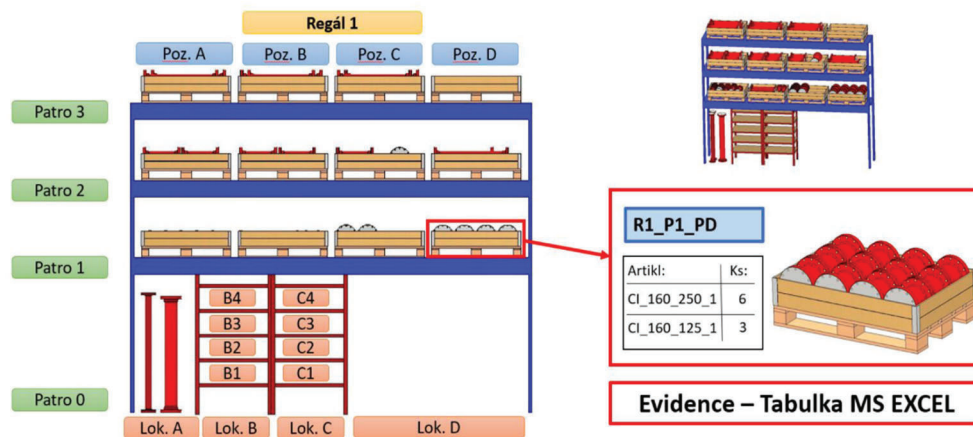 Regál 1
Poz. A Poz. B Poz. C Poz. D
Patro 3
Patro 2
Patro 1
Patro 0
B4 C4
B3 C3
B2 C2
B1 C1
Lok. A Lok. B Lok. C Lok. D
R1_P1_PD
Artikl: Ks:
CI_160_250_1 6
CI_160_125_1 3
Evidence – Tabulka MS EXCEL